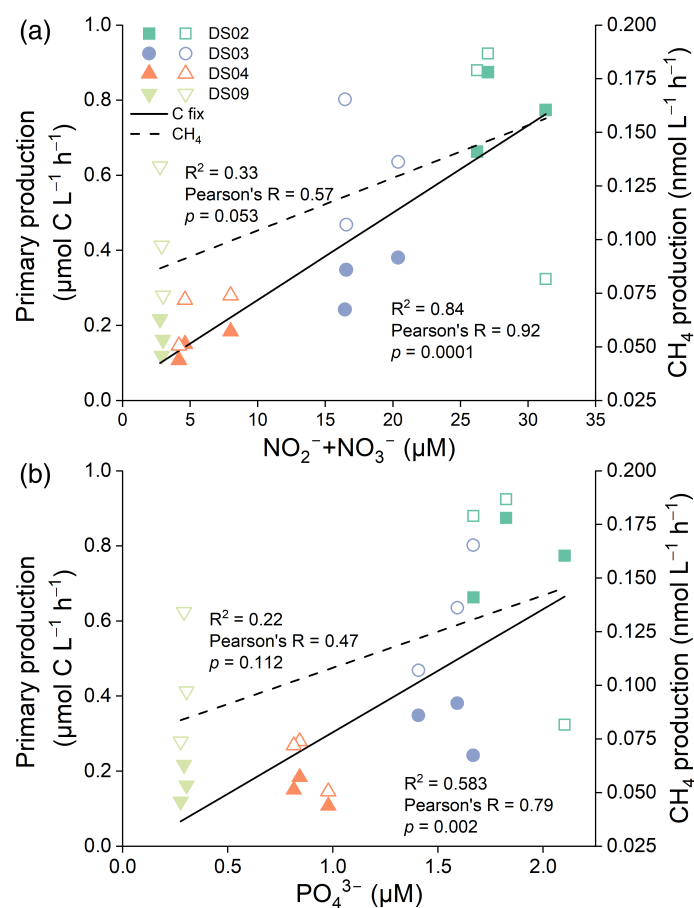 (a)
1.0
0.8
0.6
0.4
0.2
0.0
Primary production
(μmol C L⁻¹ h⁻¹)
DS02
DS03
DS04
DS09
C fix
CH₄
R² = 0.33
Pearson's R = 0.57
p = 0.053
R² = 0.84
Pearson's R = 0.92
p = 0.0001
0.200
0.175
0.150
0.125
0.100
0.075
0.050
0.025
CH₄ production (nmol L⁻¹ h⁻¹)
0 5 10 15 20 25 30 35
NO₂⁻+NO₃⁻ (μM)
(b)
1.0
0.8
0.6
0.4
0.2
0.0
Primary production
(μmol C L⁻¹ h⁻¹)
R² = 0.22
Pearson's R = 0.47
p = 0.112
R² = 0.583
Pearson's R = 0.79
p = 0.002
0.200
0.175
0.150
0.125
0.100
0.075
0.050
0.025
CH₄ production (nmol L⁻¹ h⁻¹)
0.0 0.5 1.0 1.5 2.0
PO₄³⁻ (μM)